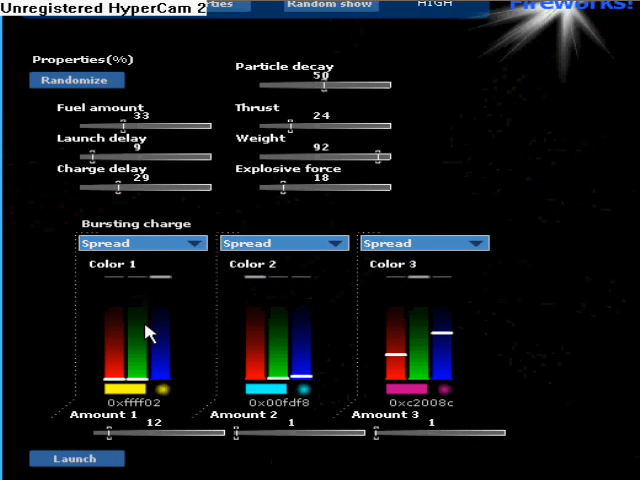 Unregistered HyperCam 2
rties
Random show
HIGH
Fireworks!
Properties(%)
Randomize
Particle decay
50
Fuel amount
33
Thrust
24
Launch delay
9
Weight
92
Charge delay
29
Explosive force
18
Bursting charge
Spread
Spread
Spread
Color 1
Color 2
Color 3
0xffff02
0x00fdf8
0xc2008c
Amount 1
12
Amount 2
1
Amount 3
1
Launch